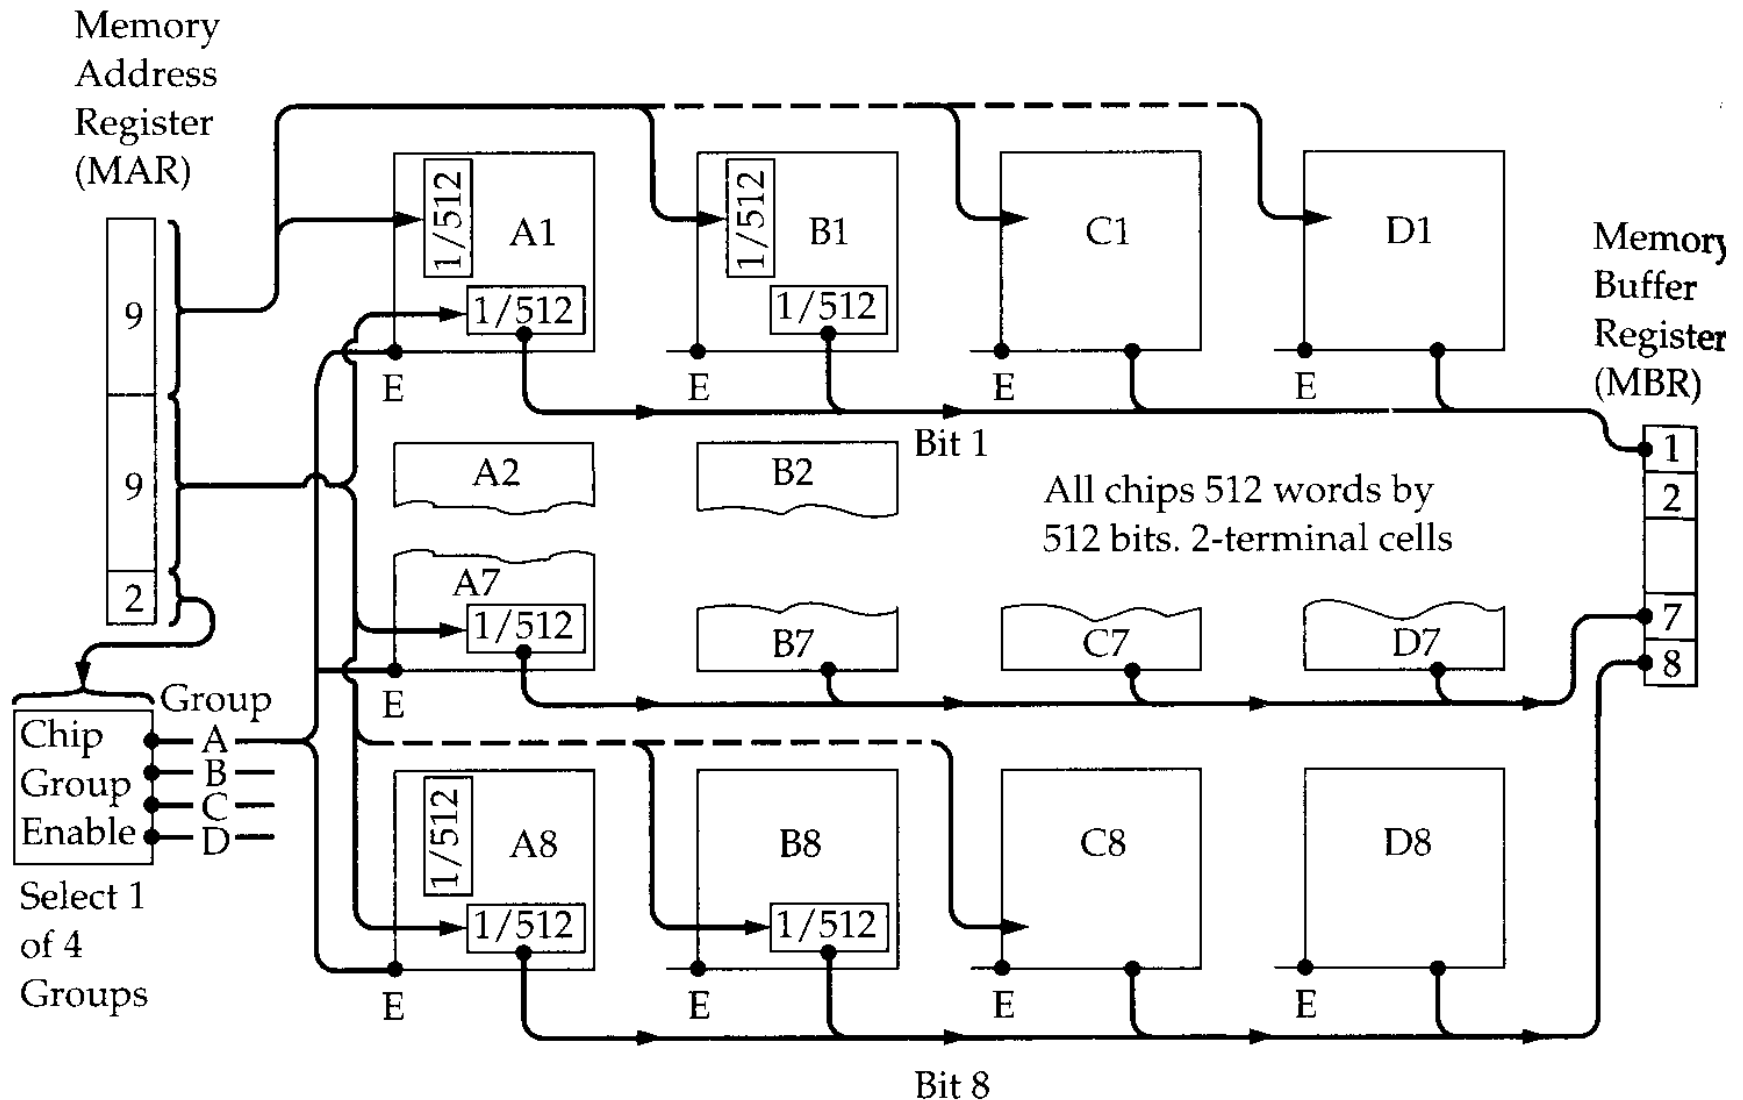 Memory
Address
Register
(MAR)
9
9
2
1/512
A1
1/512
E
1/512
B1
1/512
E
C1
E
D1
E
Memory
Buffer
Register
(MBR)
Bit 1
1
2
7
8
A2
B2
All chips 512 words by
512 bits. 2-terminal cells
A7
1/512
E
B7
C7
D7
Group
Chip
Group
Enable
A
B
C
D
Select 1
of 4
Groups
1/512
A8
1/512
E
B8
1/512
E
C8
E
D8
E
Bit 8